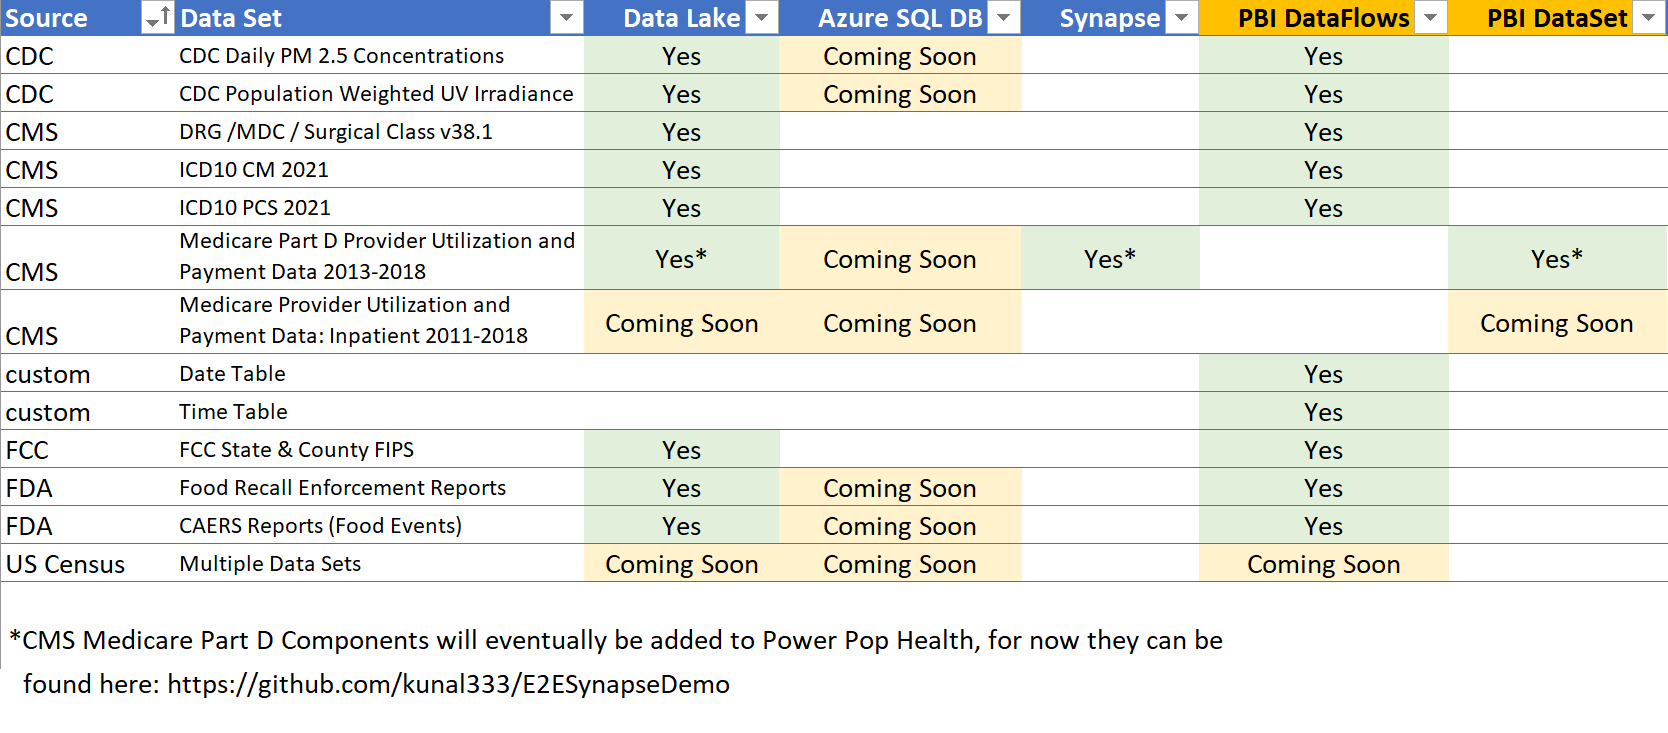 Source Data Set Data Lake Azure SQL DB Synapse PBI DataFlows PBI DataSet
CDC CDC Daily PM 2.5 Concentrations Yes Coming Soon Yes
CDC CDC Population Weighted UV Irradiance Yes Coming Soon Yes
CMS DRG /MDC / Surgical Class v38.1 Yes Yes
CMS ICD10 CM 2021 Yes Yes
CMS ICD10 PCS 2021 Yes Yes
Medicare Part D Provider Utilization and
CMS Payment Data 2013-2018 Yes* Coming Soon Yes* Yes*
Medicare Provider Utilization and
CMS Payment Data: Inpatient 2011-2018 Coming Soon Coming Soon Coming Soon
custom Date Table Yes
custom Time Table Yes
FCC FCC State & County FIPS Yes Yes
FDA Food Recall Enforcement Reports Yes Coming Soon Yes
FDA CAERS Reports (Food Events) Yes Coming Soon Yes
US Census Multiple Data Sets Coming Soon Coming Soon Coming Soon
*CMS Medicare Part D Components will eventually be added to Power Pop Health, for now they can be
found here: https://github.com/kunal333/E2ESynapseDemo